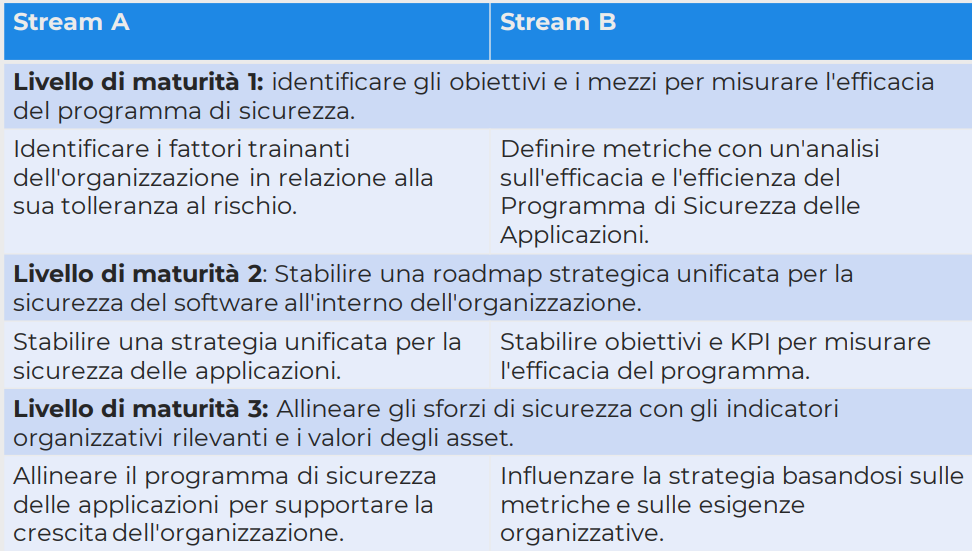 Stream A
Stream B
Livello di maturità 1: identificare gli obiettivi e i mezzi per misurare l'efficacia
del programma di sicurezza.
Identificare i fattori trainanti
dell'organizzazione in relazione alla
sua tolleranza al rischio.
Definire metriche con un'analisi
sull'efficacia e l'efficienza del
Programma di Sicurezza delle
Applicazioni.
Livello di maturità 2: Stabilire una roadmap strategica unificata per la
sicurezza del software all'interno dell'organizzazione.
Stabilire una strategia unificata per la
sicurezza delle applicazioni.
Stabilire obiettivi e KPI per misurare
l'efficacia del programma.
Livello di maturità 3: Allineare gli sforzi di sicurezza con gli indicatori
organizzativi rilevanti e i valori degli asset.
Allineare il programma di sicurezza
delle applicazioni per supportare la
crescita dell'organizzazione.
Influenzare la strategia basandosi sulle
metriche e sulle esigenze
organizzative.